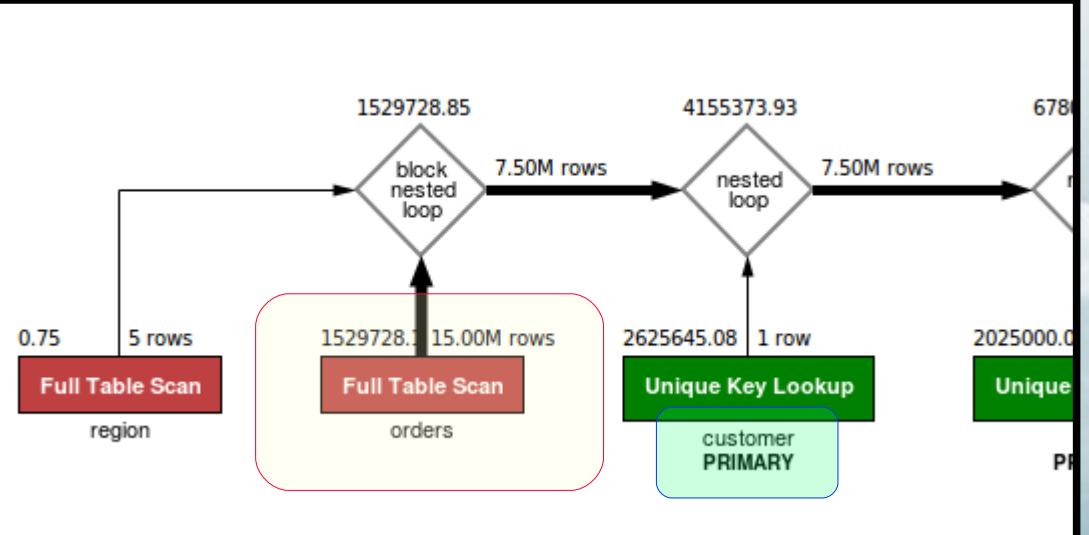 1529728.85
4155373.93
block
nested
loop
7.50M rows
nested
loop
7.50M rows
0.75
5 rows
15.00M rows
2625645.08
1 row
Full Table Scan
Full Table Scan
Unique Key Lookup
Unique
region
orders
customer
PRIMARY